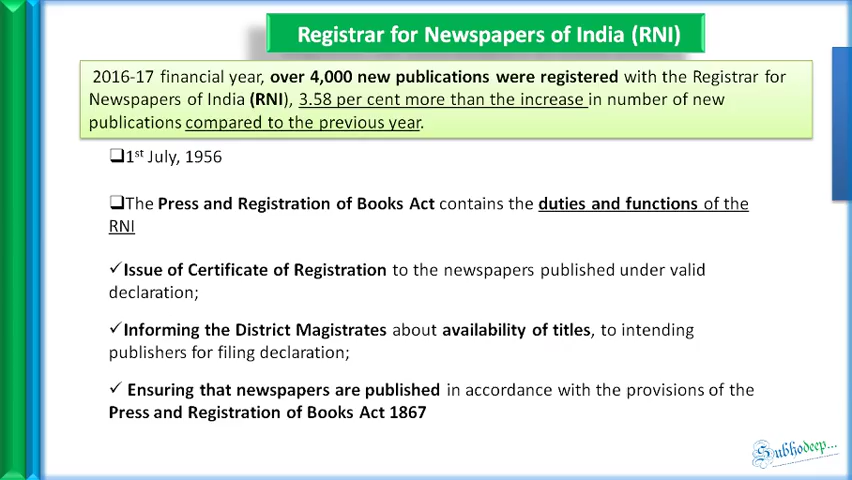 Registrar for Newspapers of India (RNI)
2016-17 financial year, over 4,000 new publications were registered with the Registrar for
Newspapers of India (RNI), 3.58 per cent more than the increase in number of new
publications compared to the previous year.
❑1st July, 1956
❑The Press and Registration of Books Act contains the duties and functions of the
RNI
✓Issue of Certificate of Registration to the newspapers published under valid
declaration;
✓Informing the District Magistrates about availability of titles, to intending
publishers for filing declaration;
✓ Ensuring that newspapers are published in accordance with the provisions of the
Press and Registration of Books Act 1867
Subhodeep...